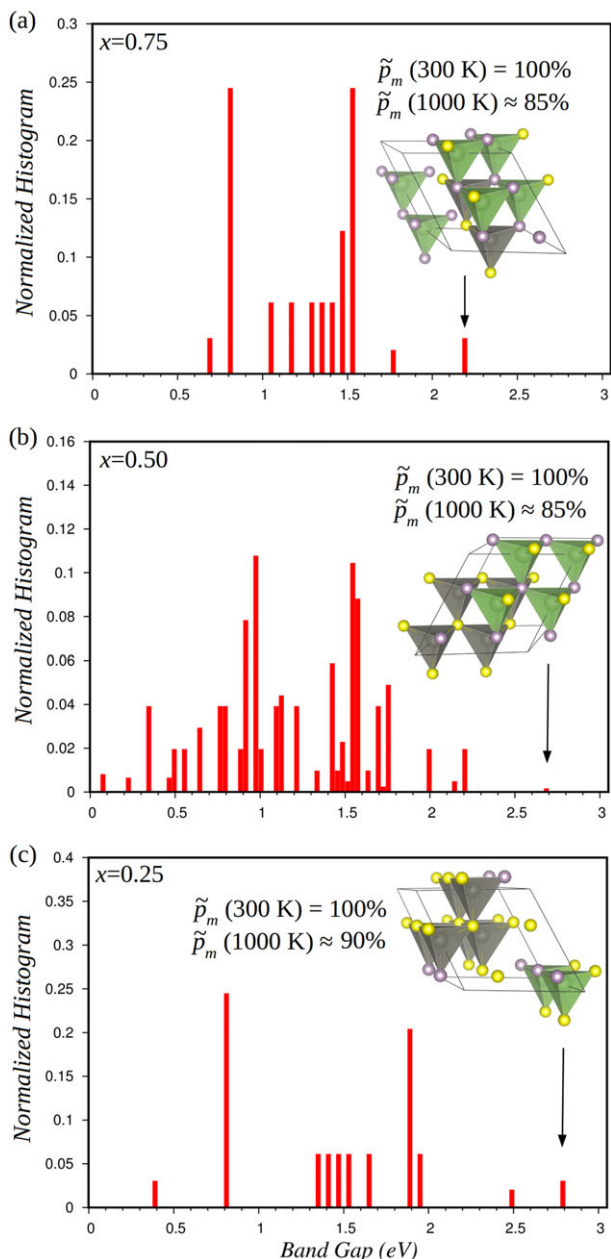 (a)
x=0.75
p̃m (300 K) = 100%
p̃m (1000 K) ≈ 85%
Normalized Histogram
0.3
0.25
0.2
0.15
0.1
0.05
0
0 0.5 1 1.5 2 2.5 3
(b)
x=0.50
p̃m (300 K) = 100%
p̃m (1000 K) ≈ 85%
Normalized Histogram
0.16
0.14
0.12
0.1
0.08
0.06
0.04
0.02
0
0 0.5 1 1.5 2 2.5 3
(c)
x=0.25
p̃m (300 K) = 100%
p̃m (1000 K) ≈ 90%
Normalized Histogram
0.4
0.35
0.3
0.25
0.2
0.15
0.1
0.05
0
0 0.5 1 1.5 2 2.5 3
Band Gap (eV)